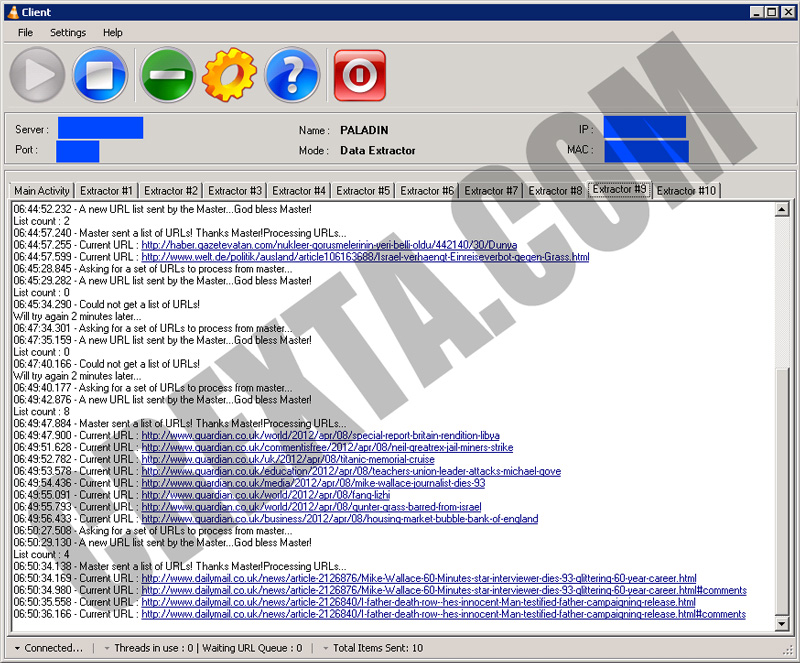 Client
File Settings Help
Server :
Name : PALADIN
IP :
Port :
Mode : Data Extractor
MAC :
Main Activity Extractor #1 Extractor #2 Extractor #3 Extractor #4 Extractor #5 Extractor #6 Extractor #7 Extractor #8 Extractor #9 Extractor #10
06:44:52.232 - A new URL list sent by the Master...God bless Master!
List count : 2
06:44:57.240 - Master sent a list of URLs! Thanks Master!Processing URLs...
06:44:57.255 - Current URL : http://haber.gazetevatan.com/nukleer-gorusmelerinin-yeri-belli-oldu/442140/30/Dunya
06:44:57.599 - Current URL : http://www.welt.de/politik/ausland/article106163688/Israel-verhaengt-Einreiseverbot-gegen-Grass.html
06:45:28.845 - Asking for a set of URLs to process from master...
06:45:29.282 - A new URL list sent by the Master...God bless Master!
List count : 0
06:45:34.290 - Could not get a list of URLs!
Will try again 2 minutes later...
06:47:34.301 - Asking for a set of URLs to process from master...
06:47:35.159 - A new URL list sent by the Master...God bless Master!
List count : 0
06:47:40.166 - Could not get a list of URLs!
Will try again 2 minutes later...
06:49:40.177 - Asking for a set of URLs to process from master...
06:49:42.876 - A new URL list sent by the Master...God bless Master!
List count : 8
06:49:47.884 - Master sent a list of URLs! Thanks Master!Processing URLs...
06:49:47.900 - Current URL : http://www.guardian.co.uk/world/2012/apr/08/special-report-britain-rendition-libya
06:49:51.628 - Current URL : http://www.guardian.co.uk/commentisfree/2012/apr/08/neil-greatrex-jail-miners-strike
06:49:52.782 - Current URL : http://www.guardian.co.uk/uk/2012/apr/08/titanic-memorial-cruise
06:49:53.578 - Current URL : http://www.guardian.co.uk/education/2012/apr/08/teachers-union-leader-attacks-michael-gove
06:49:54.436 - Current URL : http://www.guardian.co.uk/media/2012/apr/08/mike-wallace-journalist-dies-93
06:49:55.091 - Current URL : http://www.guardian.co.uk/world/2012/apr/08/fang-lizhi
06:49:55.793 - Current URL : http://www.guardian.co.uk/world/2012/apr/08/gunter-grass-barred-from-israel
06:49:56.433 - Current URL : http://www.guardian.co.uk/business/2012/apr/08/housing-market-bubble-bank-of-england
06:50:27.508 - Asking for a set of URLs to process from master...
06:50:29.130 - A new URL list sent by the Master...God bless Master!
List count : 4
06:50:34.138 - Master sent a list of URLs! Thanks Master!Processing URLs...
06:50:34.169 - Current URL : http://www.dailymail.co.uk/news/article-2126876/Mike-Wallace-60-Minutes-star-interviewer-dies-93-glittering-60-year-career.html
06:50:34.980 - Current URL : http://www.dailymail.co.uk/news/article-2126876/Mike-Wallace-60-Minutes-star-interviewer-dies-93-glittering-60-year-career.html#comments
06:50:35.558 - Current URL : http://www.dailymail.co.uk/news/article-2126840/I-father-death-row--hes-innocent-Man-testified-father-campaigning-release.html
06:50:36.166 - Current URL : http://www.dailymail.co.uk/news/article-2126840/I-father-death-row--hes-innocent-Man-testified-father-campaigning-release.html#comments
Connected... | Threads in use : 0 | Waiting URL Queue : 0 | Total Items Sent: 10